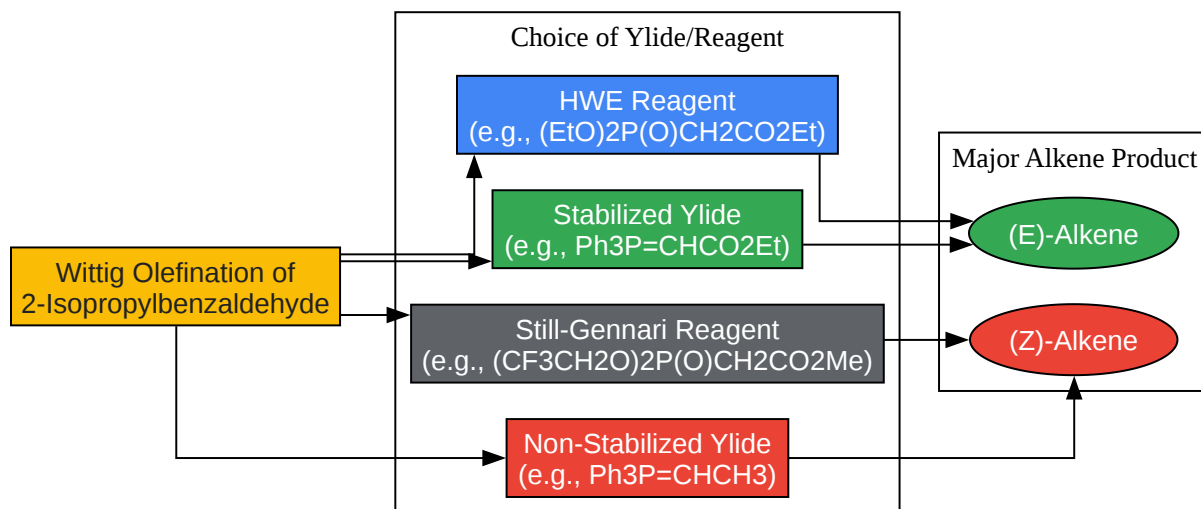 Choice of Ylide/Reagent
HWE Reagent
(e.g., (EtO)2P(O)CH2CO2Et)
Major Alkene Product
Stabilized Ylide
(e.g., Ph3P=CHCO2Et)
(E)-Alkene
Wittig Olefination of
2-Isopropylbenzaldehyde
Still-Gennari Reagent
(e.g., (CF3CH2O)2P(O)CH2CO2Me)
(Z)-Alkene
Non-Stabilized Ylide
(e.g., Ph3P=CHCH3)